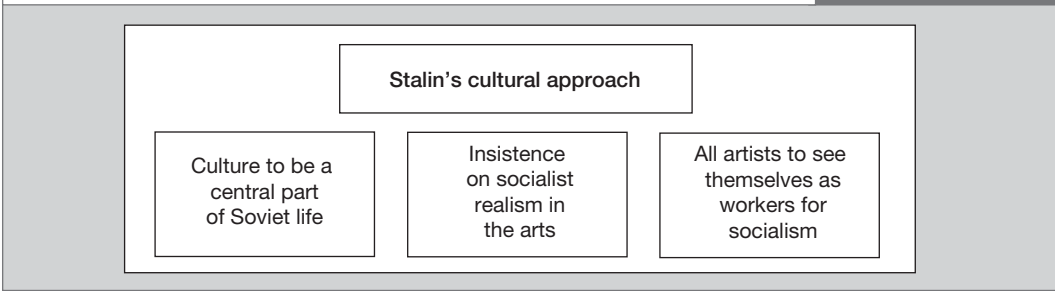 Stalin's cultural approach
Culture to be a
central part
of Soviet life
Insistence
on socialist
realism in
the arts
All artists to see
themselves as
workers for
socialism